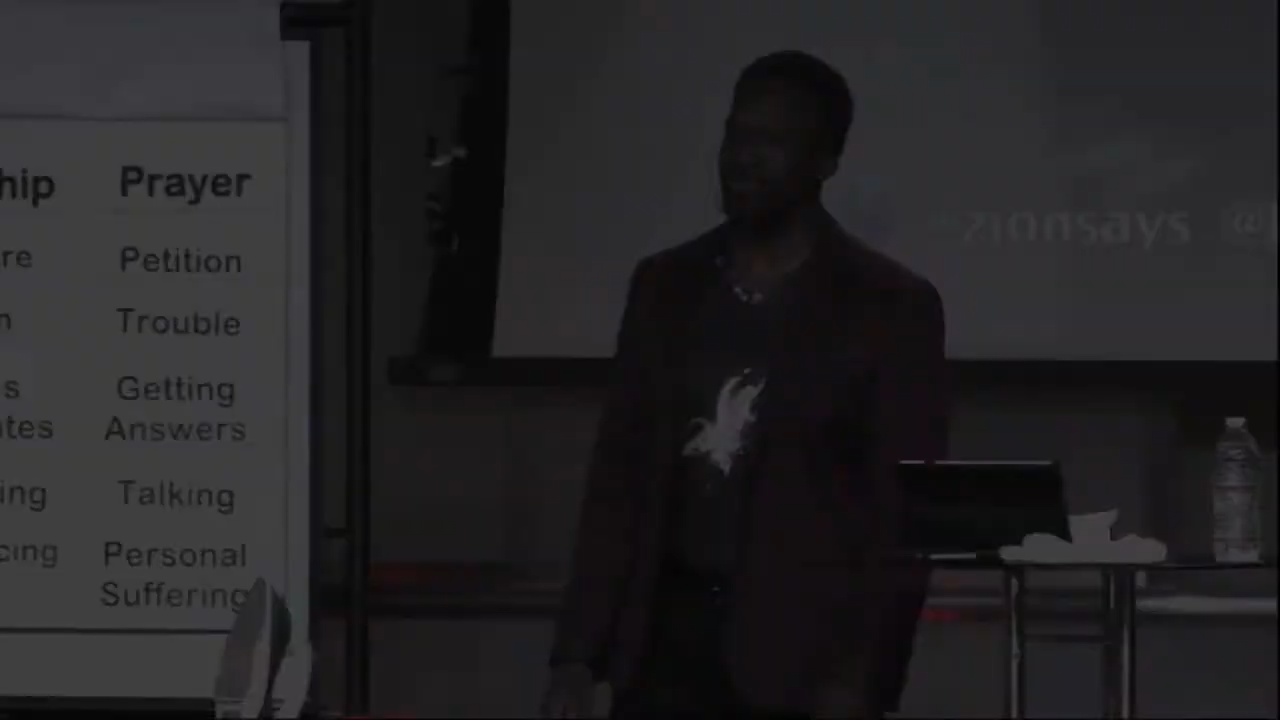 hip Prayer
re Petition
n Trouble
s Getting
tes Answers
ing Talking
cing Personal
Suffering
zionsays @